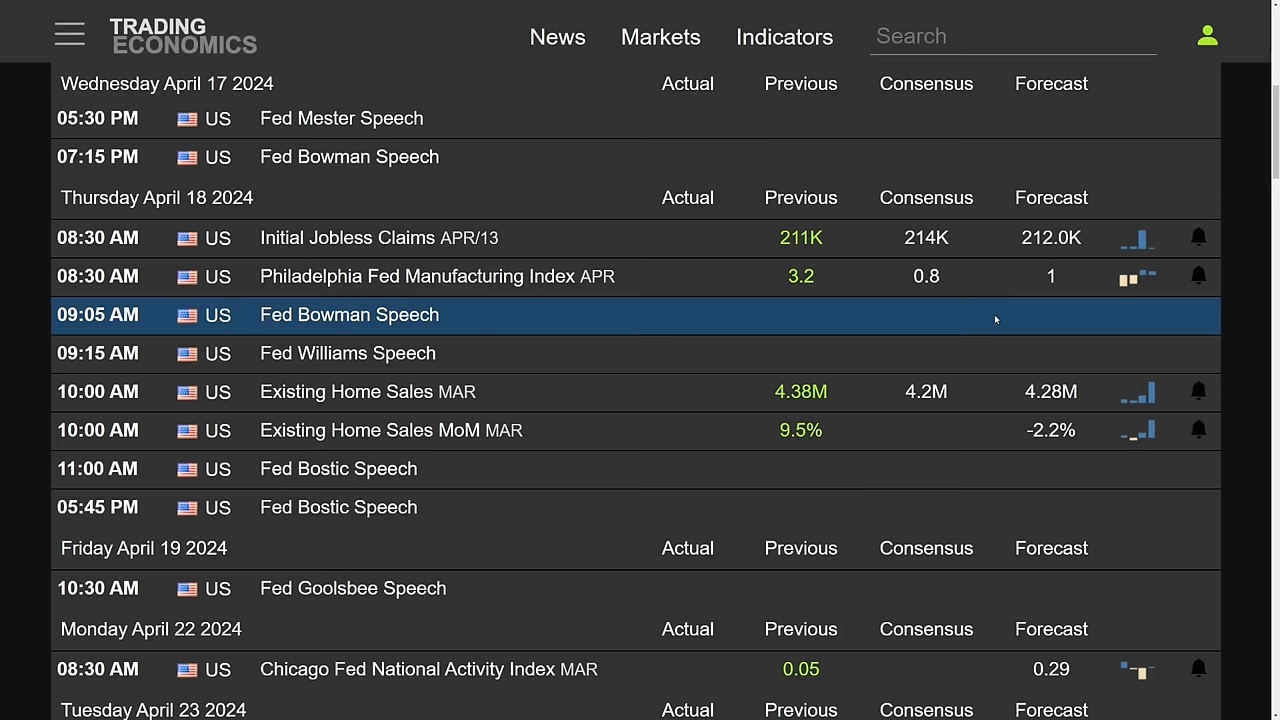 TRADING
ECONOMICS
News Markets Indicators Search
Wednesday April 17 2024 Actual Previous Consensus Forecast
05:30 PM US Fed Mester Speech
07:15 PM US Fed Bowman Speech
Thursday April 18 2024 Actual Previous Consensus Forecast
08:30 AM US Initial Jobless Claims APR/13 211K 214K 212.0K
08:30 AM US Philadelphia Fed Manufacturing Index APR 3.2 0.8 1
09:05 AM US Fed Bowman Speech
09:15 AM US Fed Williams Speech
10:00 AM US Existing Home Sales MAR 4.38M 4.2M 4.28M
10:00 AM US Existing Home Sales MoM MAR 9.5% -2.2%
11:00 AM US Fed Bostic Speech
05:45 PM US Fed Bostic Speech
Friday April 19 2024 Actual Previous Consensus Forecast
10:30 AM US Fed Goolsbee Speech
Monday April 22 2024 Actual Previous Consensus Forecast
08:30 AM US Chicago Fed National Activity Index MAR 0.05 0.29
Tuesday April 23 2024 Actual Previous Consensus Forecast